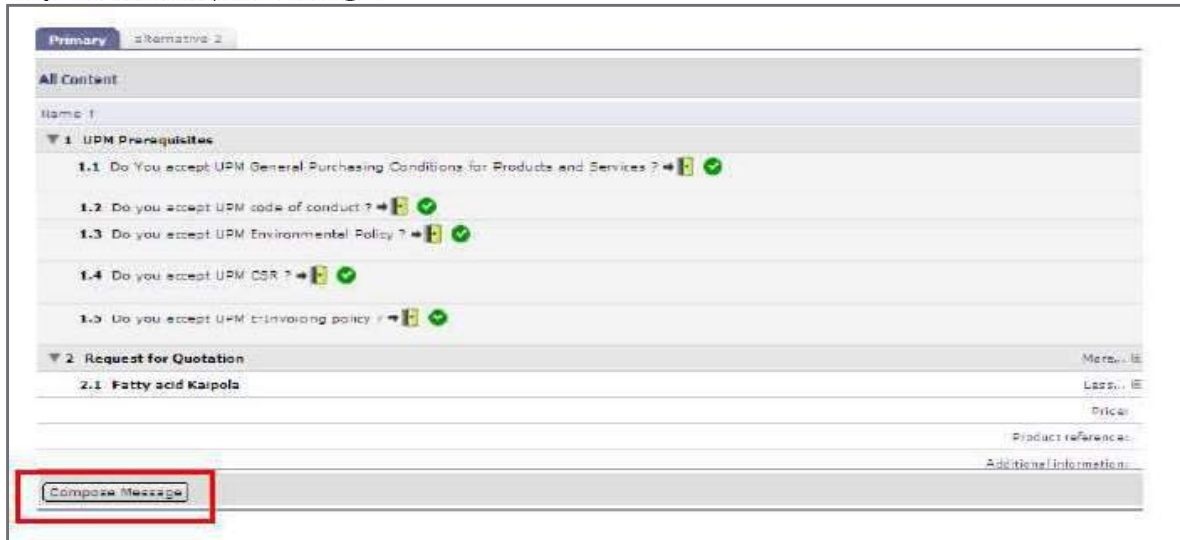 Primary alternative 2
All Content
Name ↑
▼ 1 UPM Prerequisites
1.1 Do You accept UPM General Purchasing Conditions for Products and Services ?
1.2 Do you accept UPM code of conduct ?
1.3 Do you accept UPM Environmental Policy ?
1.4 Do you accept UPM CSR ?
1.5 Do you accept UPM E-Invoicing policy ?
▼ 2 Request for Quotation More...
2.1 Fatty acid Kaipola Less...
Price:
Product reference:
Additional information:
Compose Message